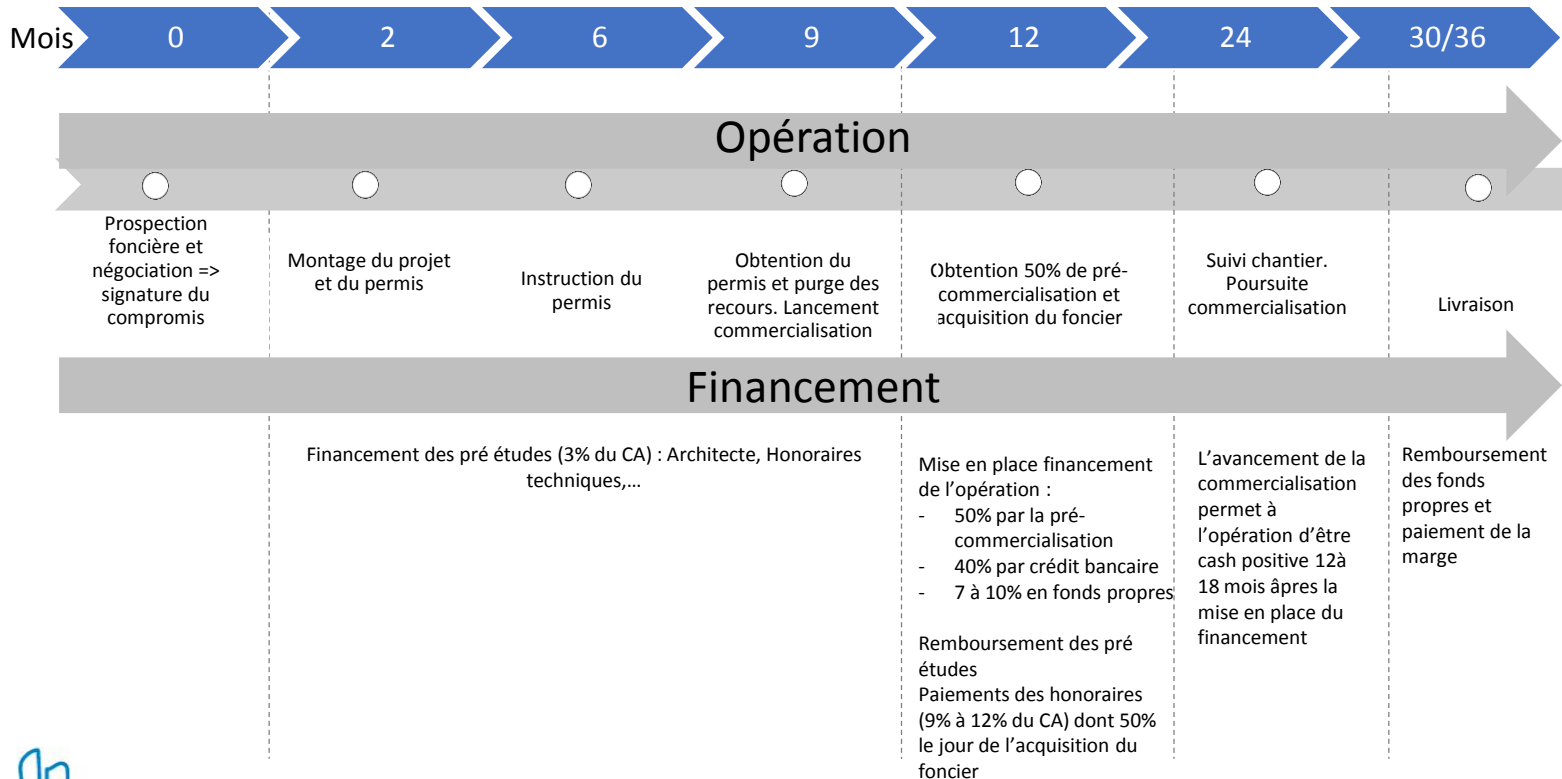 Mois 0 2 6 9 12 24 30/36
Opération
Prospection
foncière et
négociation =>
signature du
compromis
Montage du projet
et du permis
Instruction du
permis
Obtention du
permis et purge des
recours. Lancement
commercialisation
Obtention 50% de pré-
commercialisation et
acquisition du foncier
Suivi chantier.
Poursuite
commercialisation
Livraison
Financement
Financement des pré études (3% du CA) : Architecte, Honoraires
techniques,…
Mise en place financement
de l’opération :
- 50% par la pré-
commercialisation
- 40% par crédit bancaire
- 7 à 10% en fonds propres
Remboursement des pré
études
Paiements des honoraires
(9% à 12% du CA) dont 50%
le jour de l’acquisition du
foncier
L’avancement de la
commercialisation
permet à
l’opération d’être
cash positive 12à
18 mois âpres la
mise en place du
financement
Remboursement
des fonds
propres et
paiement de la
marge